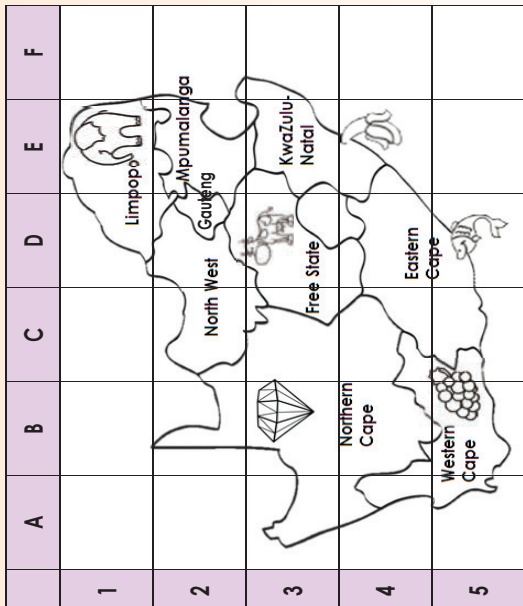 A B C D E F
1
Limpopo
2
North West
Gauteng
Mpumalanga
3
Free State
KwaZulu-
Natal
4
Northern
Cape
Eastern
Cape
5
Western
Cape